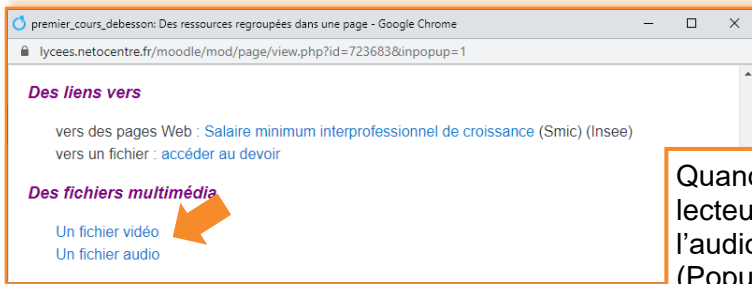 premier_cours_debesson: Des ressources regroupées dans une page - Google Chrome
lycees.netocentre.fr/moodle/mod/page/view.php?id=723683&inpopup=1
Des liens vers
vers des pages Web : Salaire minimum interprofessionnel de croissance (Smic) (Insee)
vers un fichier : accéder au devoir
Des fichiers multimédia
Un fichier vidéo
Un fichier audio
l'audio
(Popu